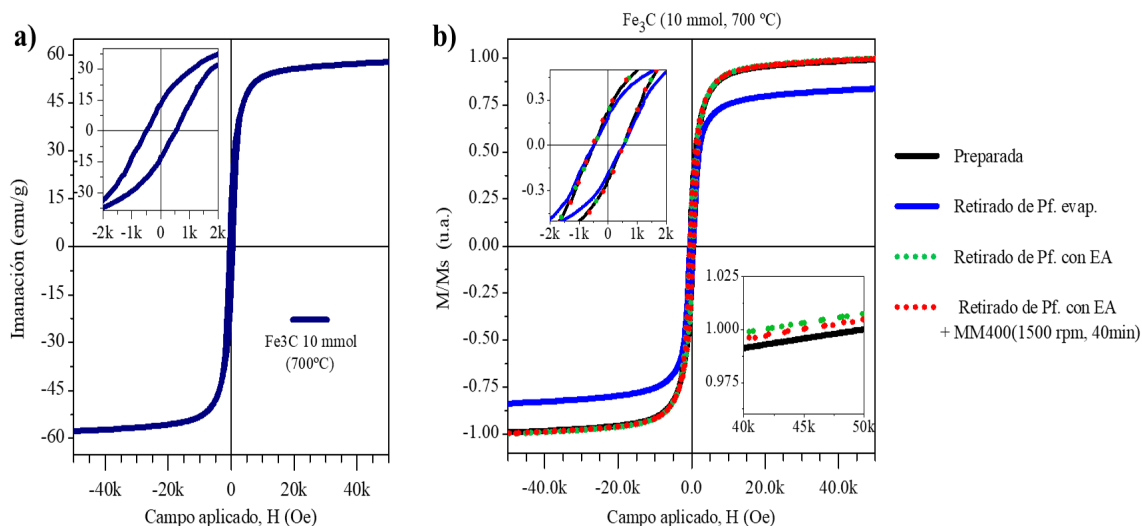 a)
Imanación (emu/g)
60
45
30
15
0
-15
-30
-45
-60
30
15
0
-15
30
-2k -1k 0 1k 2k
Fe3C 10 mmol
(700ºC)
-40k -20k 0 20k 40k
Campo aplicado, H (Oe)
b)
Fe3C (10 mmol, 700 ºC)
M/Ms (u.a.)
1.00
0.75
0.50
0.25
0.00
-0.25
-0.50
-0.75
-1.00
0.3
0.0
-0.3
-2k -1k 0 1k 2k
1.025
1.000
0.975
40k 45k 50k
-40.0k -20.0k 0.0 20.0k 40.0k
Campo aplicado, H (Oe)
Preparada
Retirado de Pf. evap.
Retirado de Pf. con EA
Retirado de Pf. con EA
+ MM400(1500 rpm, 40min)